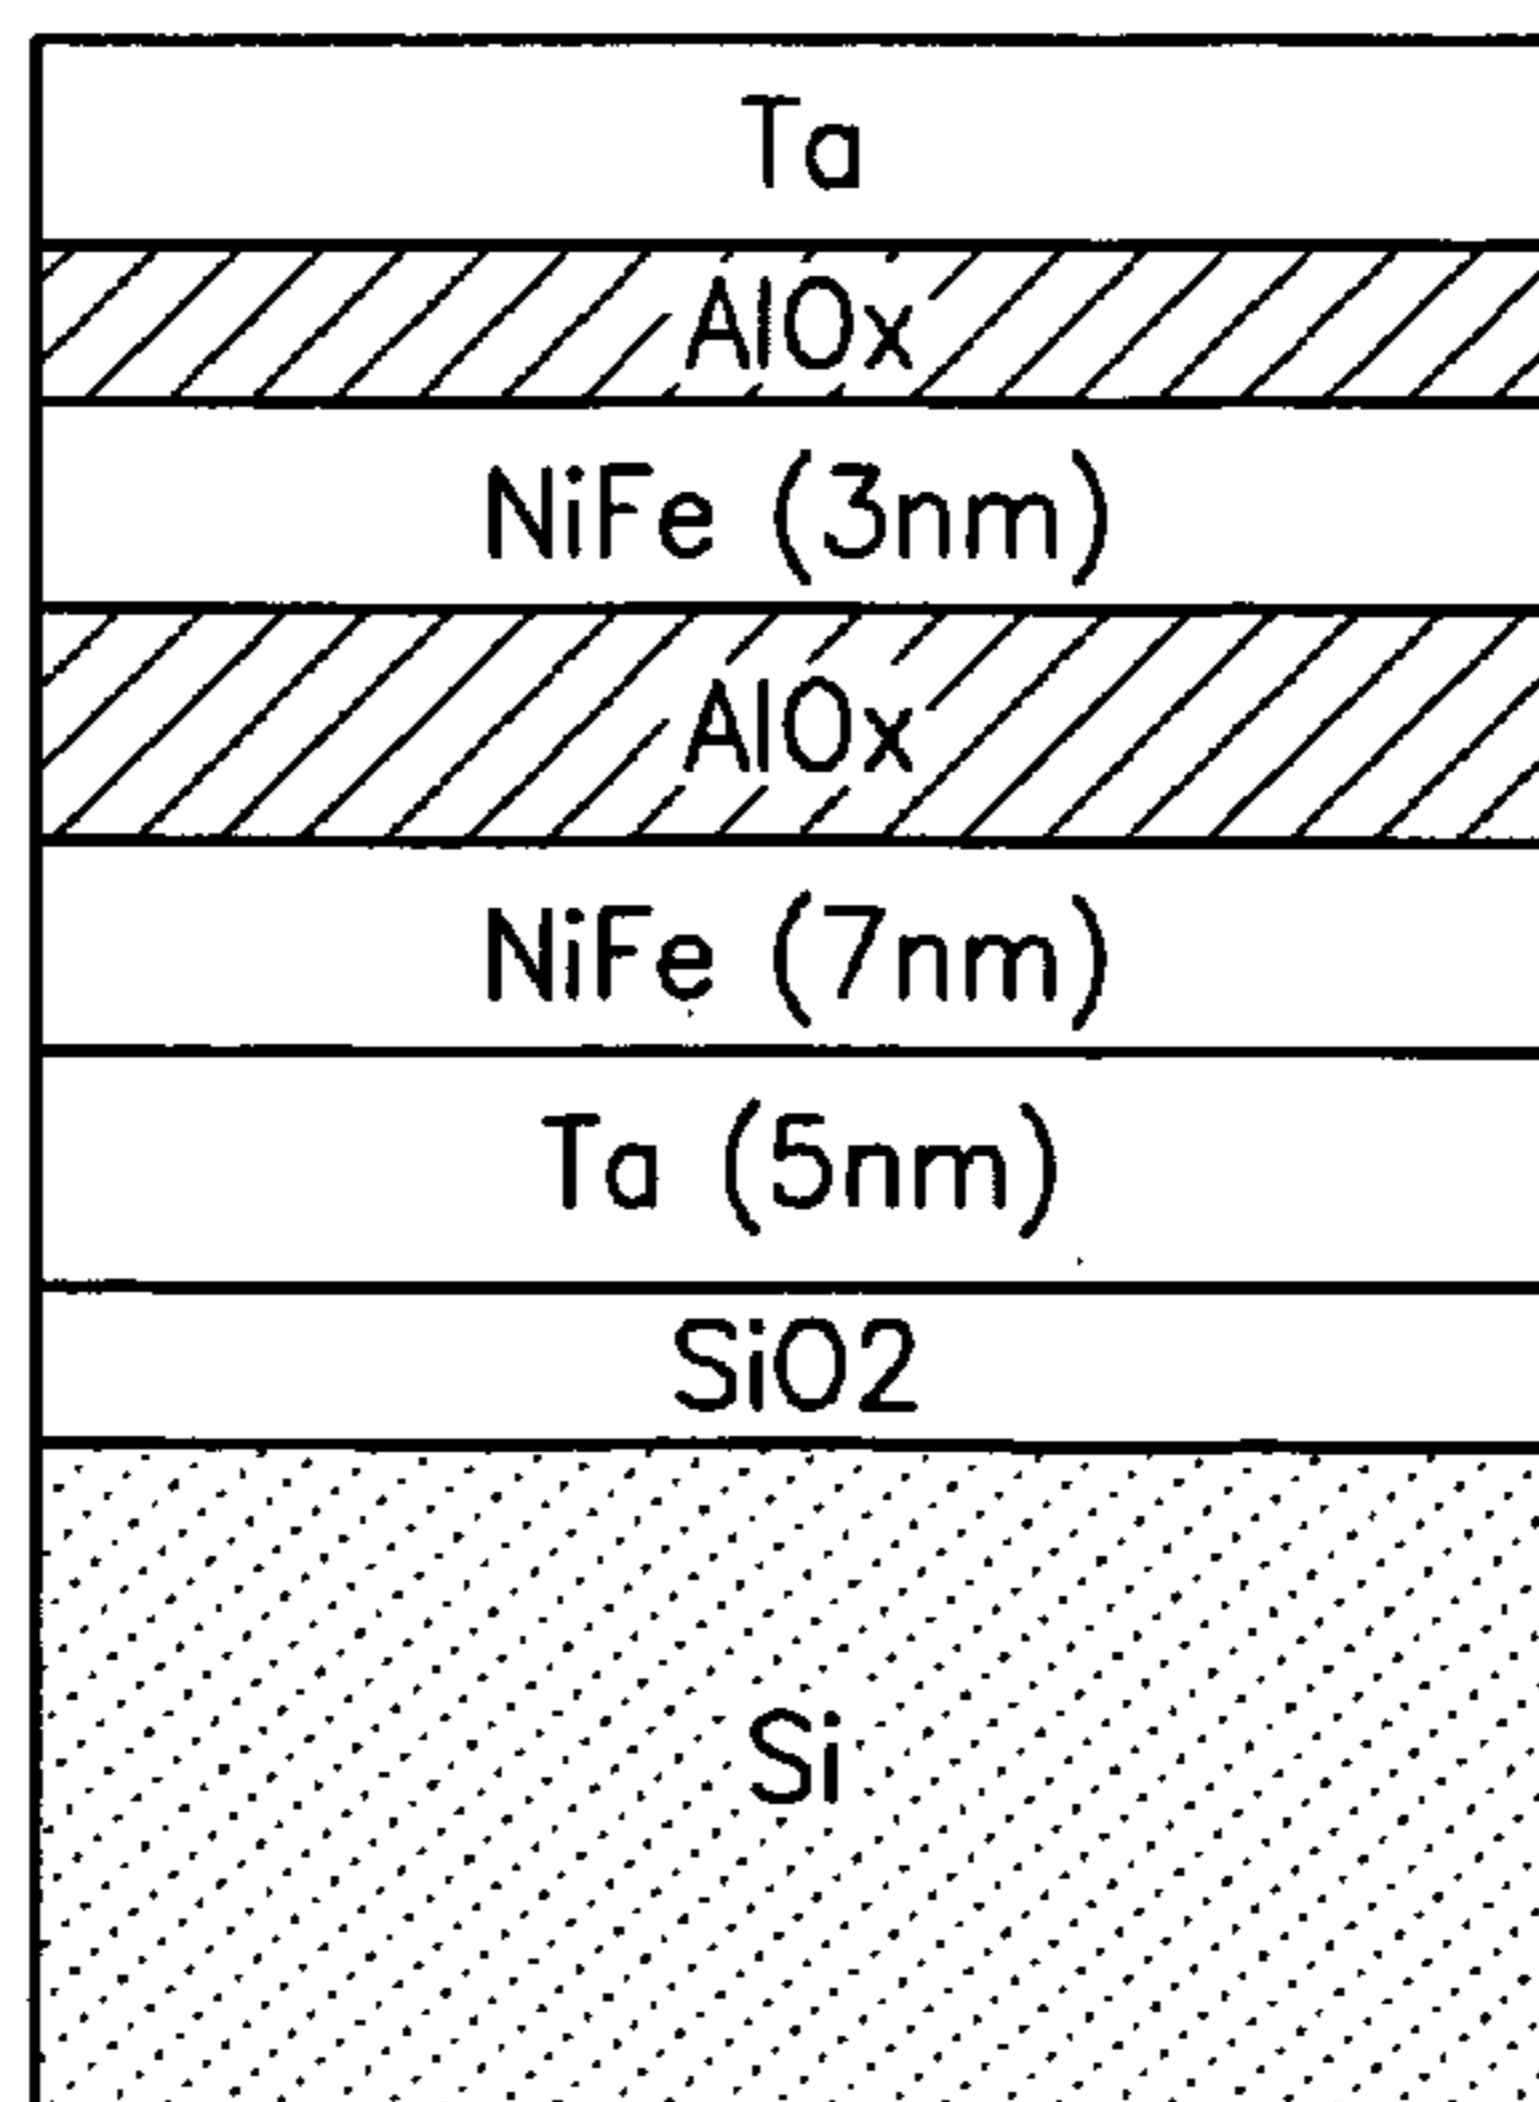 Ta
AlOx
NiFe (3nm)
AlOx
NiFe (7nm)
Ta (5nm)
SiO2
Si